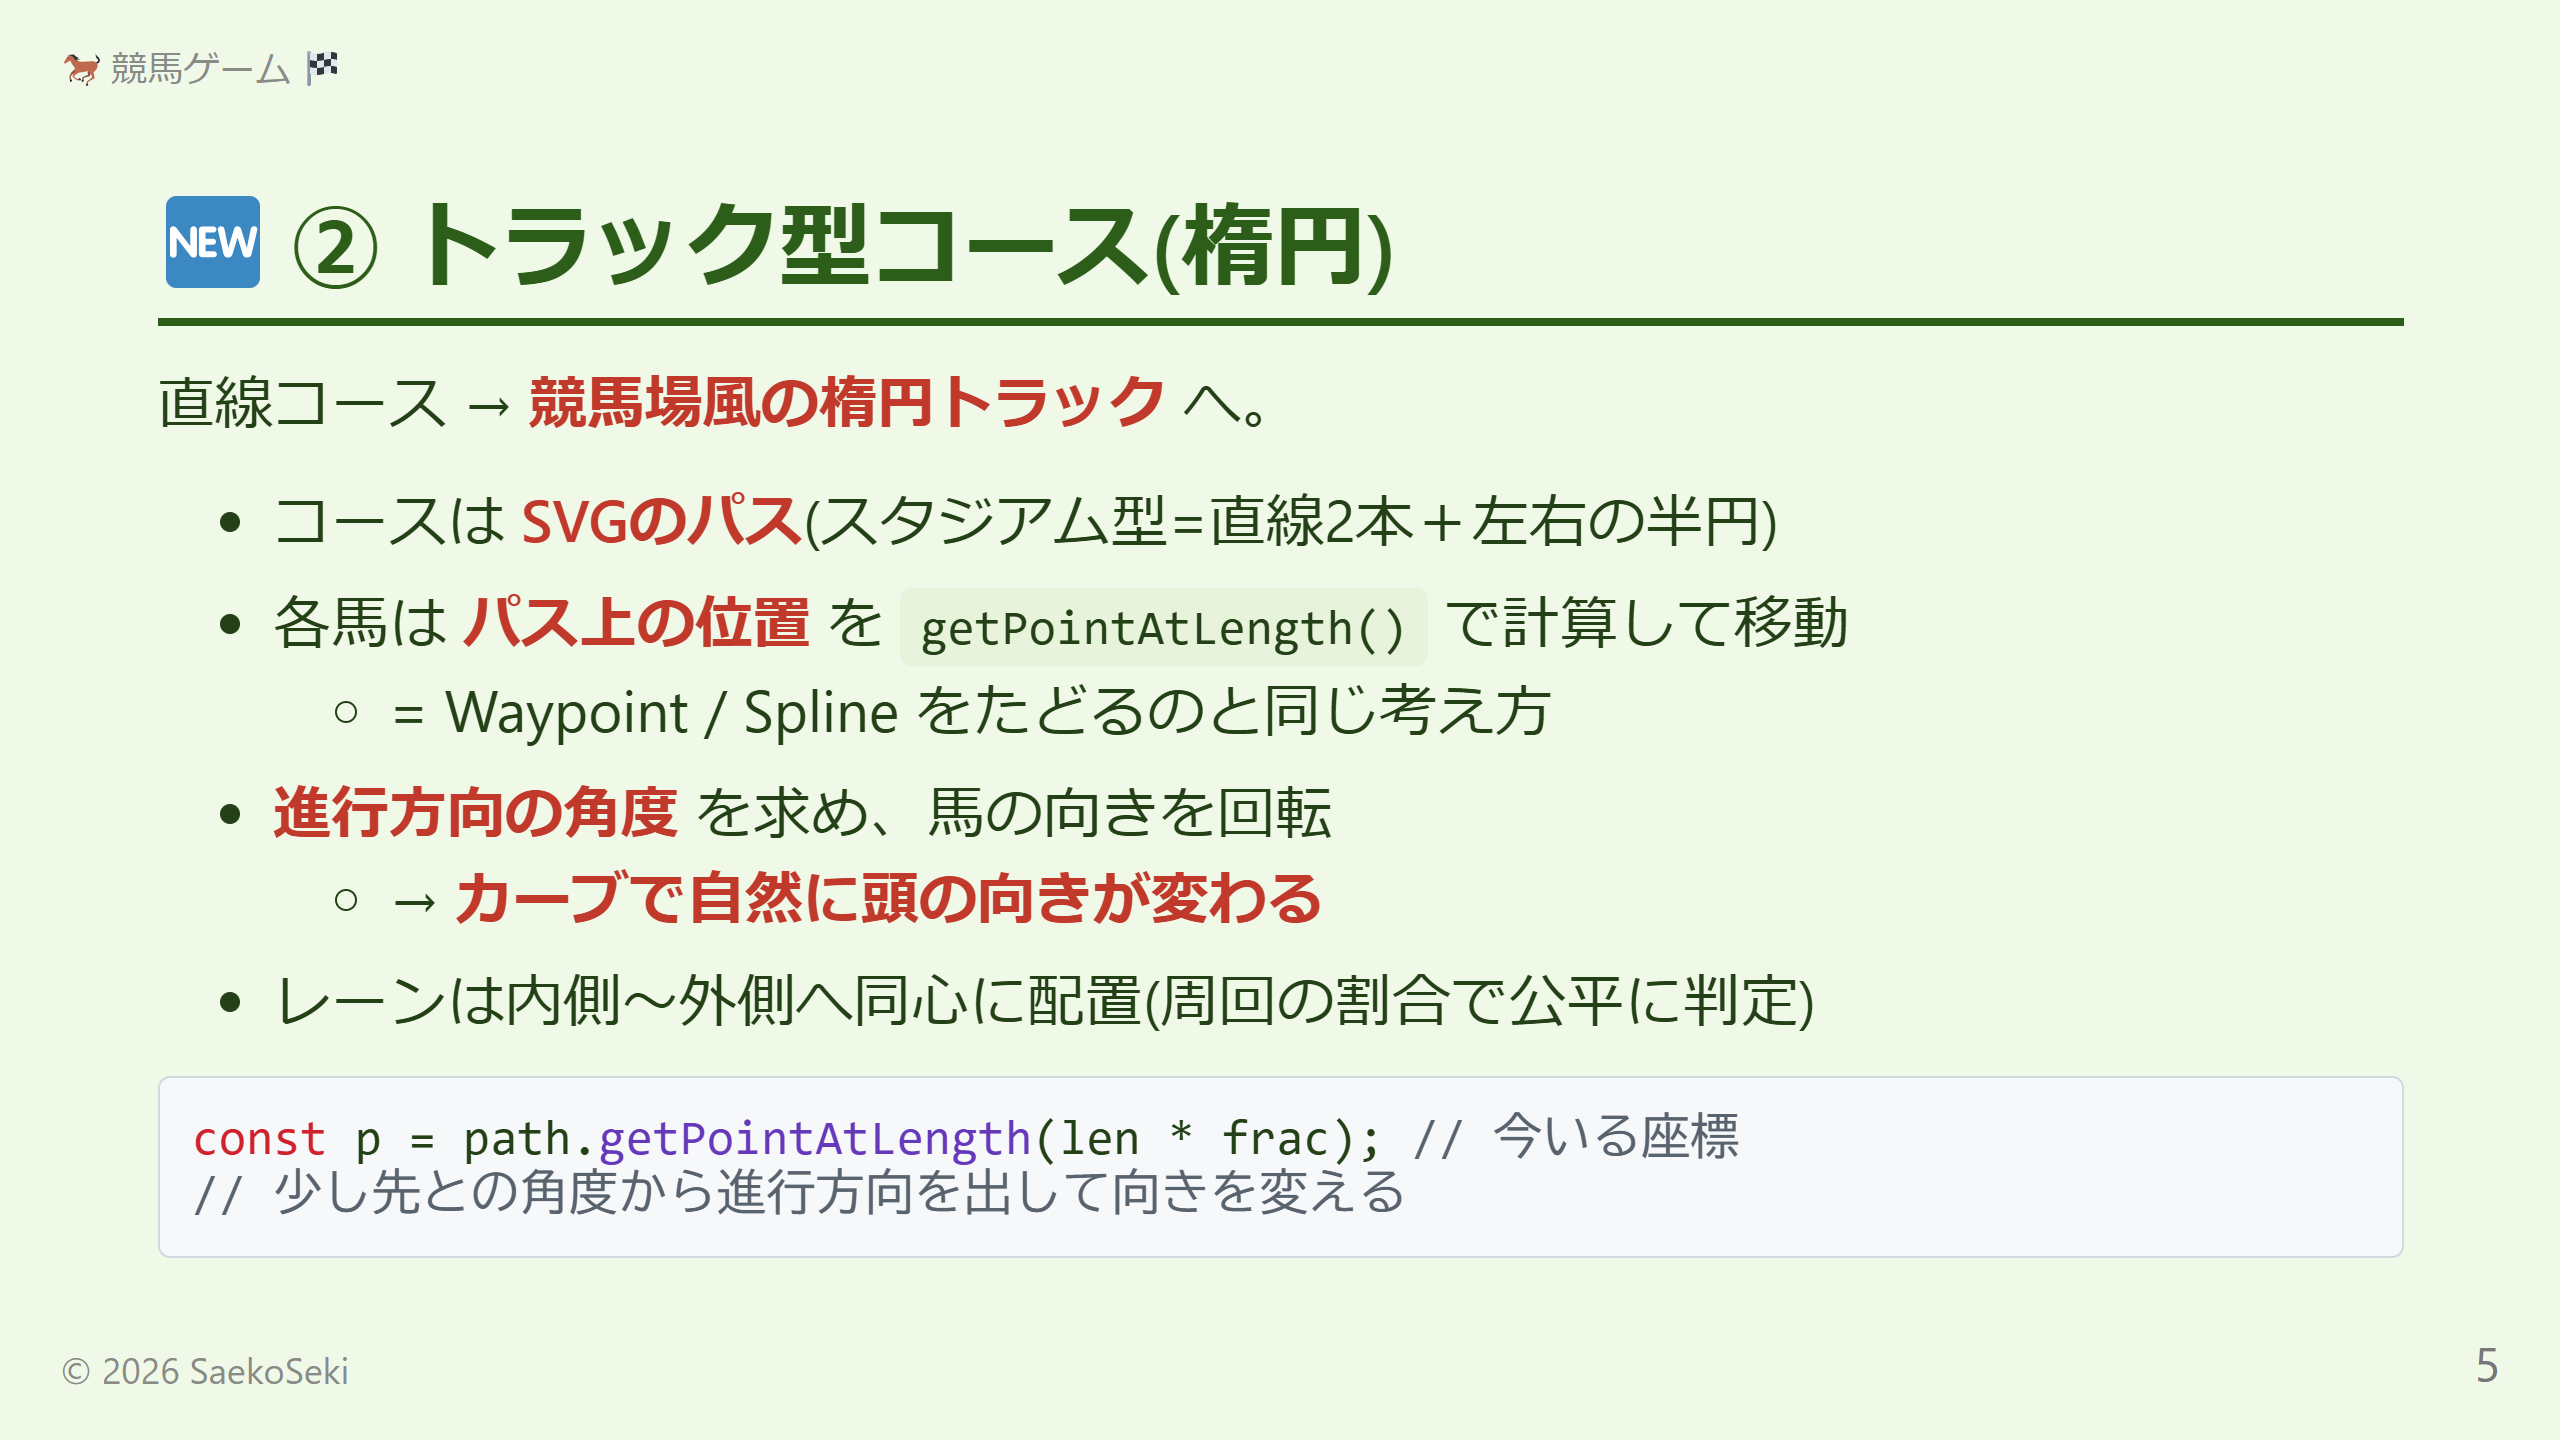 🐎 競馬ゲーム 🏁
🆕 ② トラック型コース(楕円)
直線コース → 競馬場風の楕円トラック へ。
• コースは SVGのパス(スタジアム型=直線2本＋左右の半円)
• 各馬は パス上の位置 を getPointAtLength() で計算して移動
○ = Waypoint / Spline をたどるのと同じ考え方
• 進行方向の角度 を求め、馬の向きを回転
○ → カーブで自然に頭の向きが変わる
• レーンは内側〜外側へ同心に配置(周回の割合で公平に判定)
const p = path.getPointAtLength(len * frac); // 今いる座標
// 少し先との角度から進行方向を出して向きを変える
© 2026 SaekoSeki
5